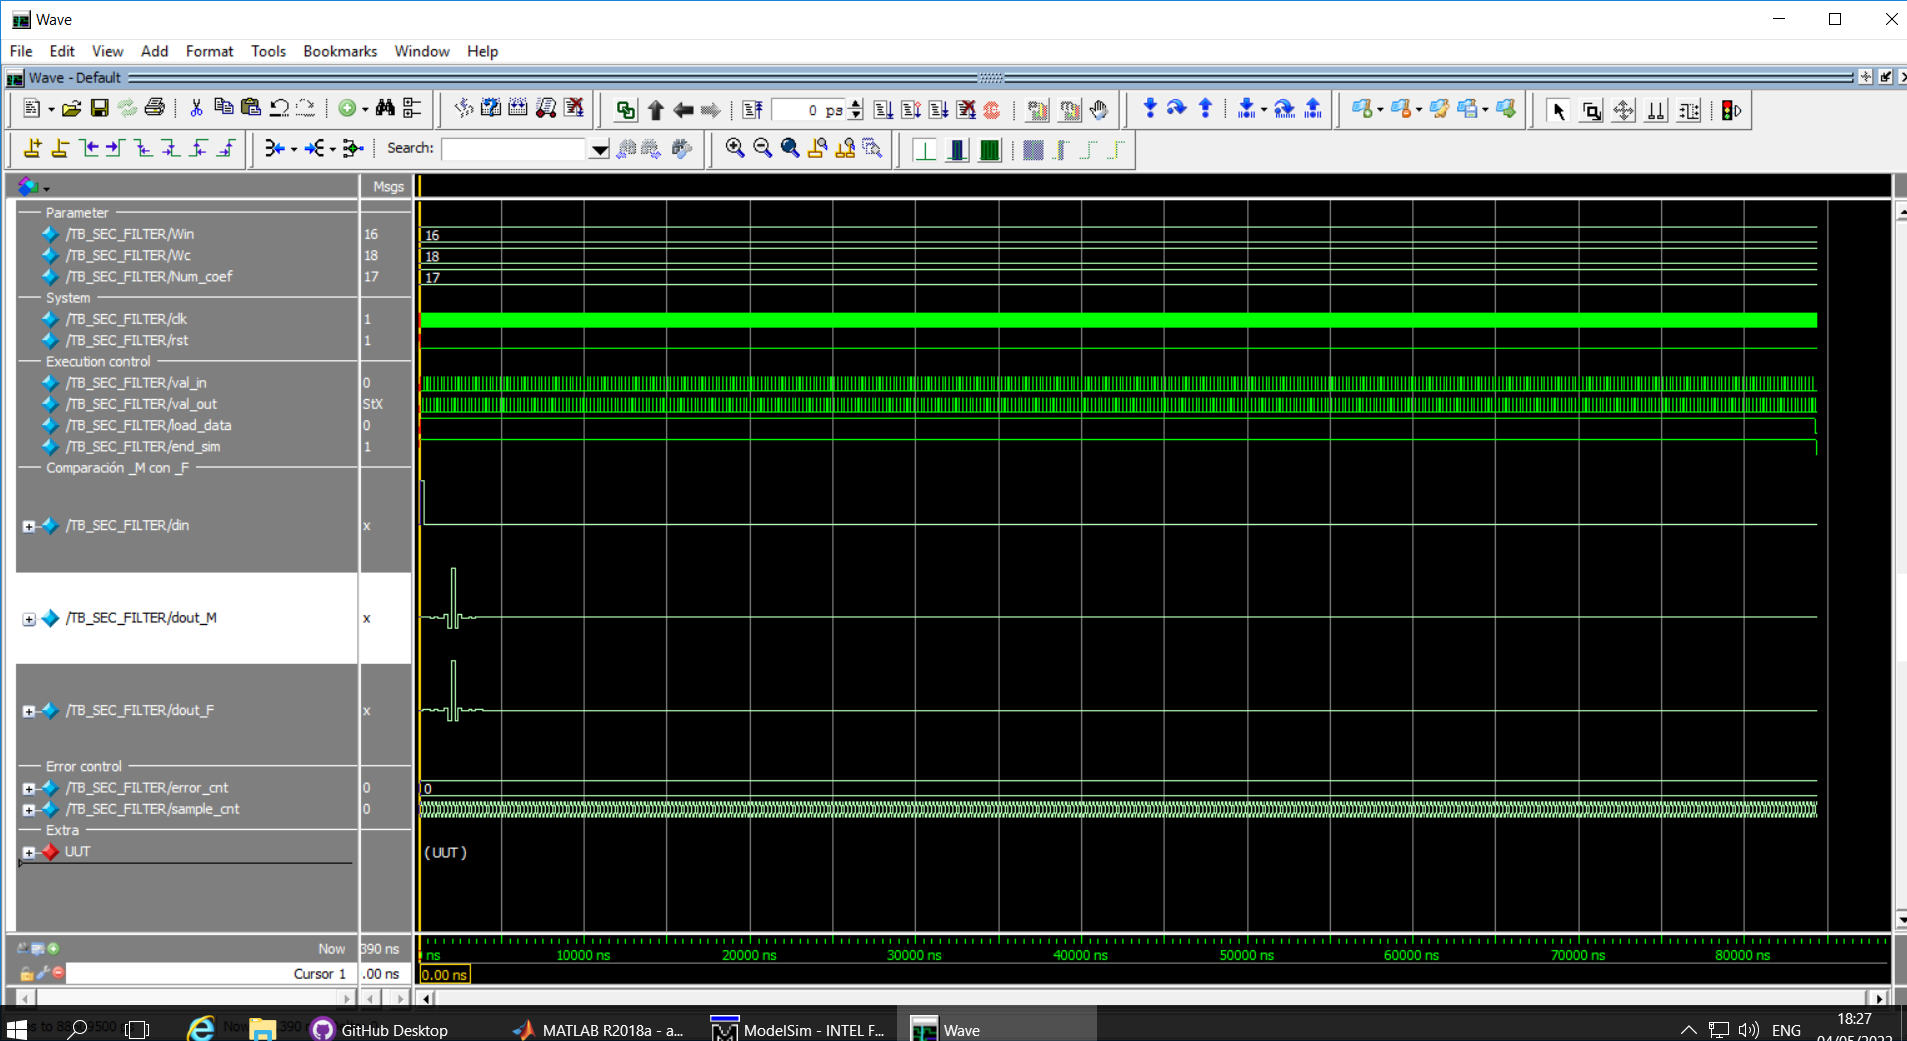 Wave
File Edit View Add Format Tools Bookmarks Window Help
Wave - Default
0 ps
Search:
Msgs
Parameter
/TB_SEC_FILTER/Win 16 16
/TB_SEC_FILTER/Wc 18 18
/TB_SEC_FILTER/Num_coef 17 17
System
/TB_SEC_FILTER/clk 1
/TB_SEC_FILTER/rst 1
Execution control
/TB_SEC_FILTER/val_in 0
/TB_SEC_FILTER/val_out StX
/TB_SEC_FILTER/load_data 0
/TB_SEC_FILTER/end_sim 1
Comparación _M con _F
/TB_SEC_FILTER/din x
/TB_SEC_FILTER/dout_M x
/TB_SEC_FILTER/dout_F x
Error control
/TB_SEC_FILTER/error_cnt 0 0
/TB_SEC_FILTER/sample_cnt 0
Extra
UUT (UUT)
Now 390 ns ns 10000 ns 20000 ns 30000 ns 40000 ns 50000 ns 60000 ns 70000 ns 80000 ns
Cursor 1 .00 ns 0.00 ns
GitHub Desktop MATLAB R2018a - a... ModelSim - INTEL F... Wave ENG 18:27